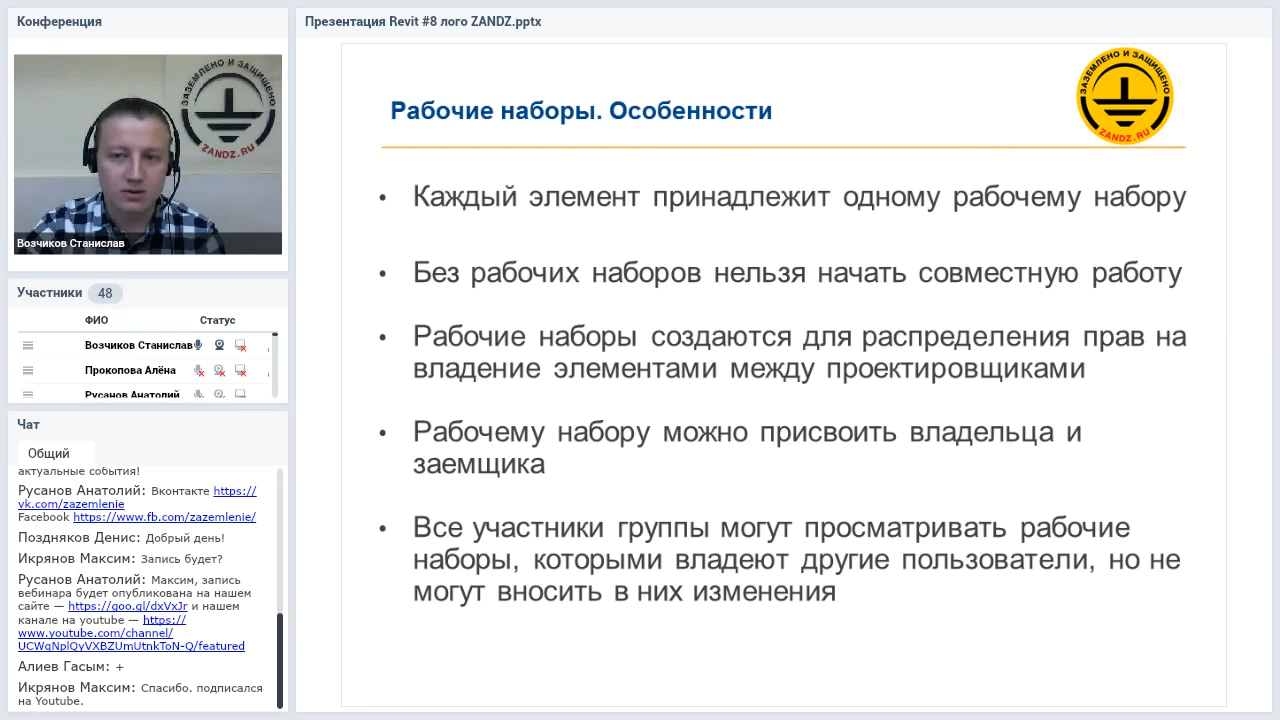 Конференция
ЗАЗЕМЛЕНО И ЗАЩИЩЕНО
ZANDZ.RU
Возчиков Станислав
Участники 48
ФИО Статус
Возчиков Станислав
Прокопова Алёна
Русанов Анатолий
Чат
Общий
актуальные события!
Русанов Анатолий: Вконтакте https://
vk.com/zazemlenie
Facebook https://www.fb.com/zazemlenie/
Поздняков Денис: Добрый день!
Икрянов Максим: Запись будет?
Русанов Анатолий: Максим, запись
вебинара будет опубликована на нашем
сайте — https://goo.gl/dxVxJr и нашем
канале на youtube — https://
www.youtube.com/channel/
UCWqNplQyVXBZUmUtnkToN-Q/featured
Алиев Гасым: +
Икрянов Максим: Спасибо. подписался
на Youtube.
Презентация Revit #8 лого ZANDZ.pptx
Рабочие наборы. Особенности
ЗАЗЕМЛЕНО И ЗАЩИЩЕНО
ZANDZ.RU
• Каждый элемент принадлежит одному рабочему набору
• Без рабочих наборов нельзя начать совместную работу
• Рабочие наборы создаются для распределения прав на
владение элементами между проектировщиками
• Рабочему набору можно присвоить владельца и
заемщика
• Все участники группы могут просматривать рабочие
наборы, которыми владеют другие пользователи, но не
могут вносить в них изменения